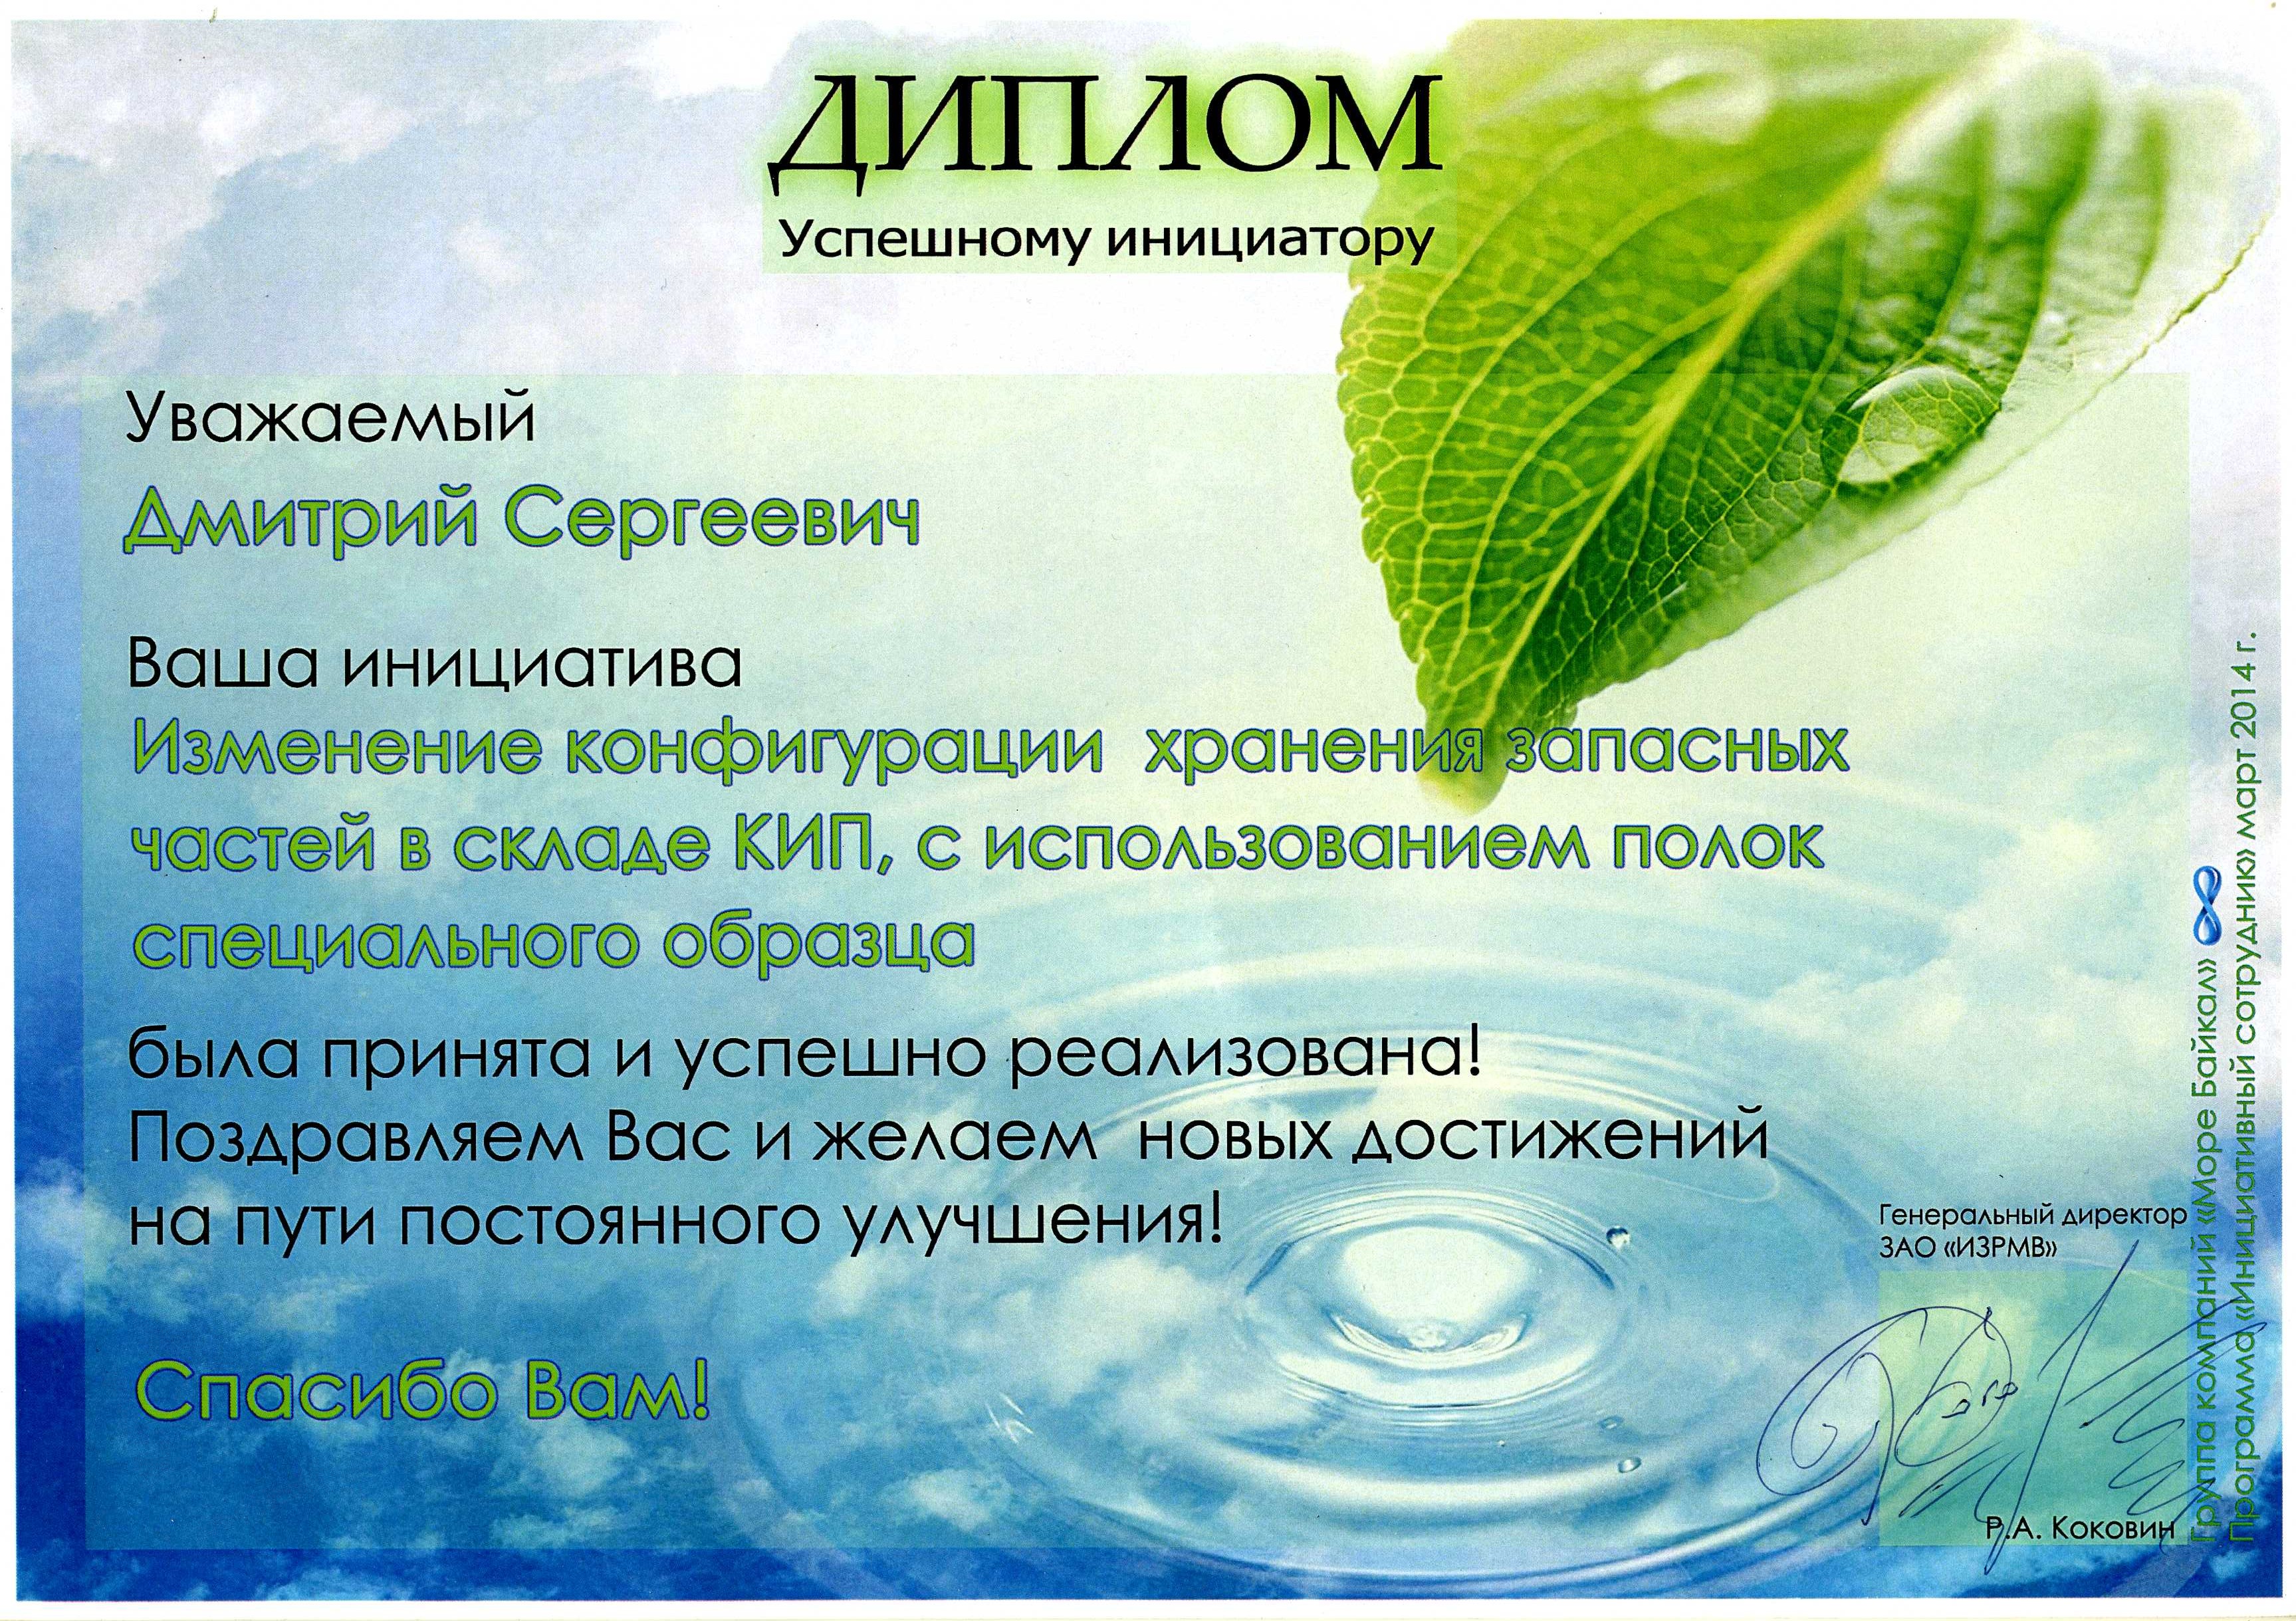 ДИПЛОМ
Успешному инициатору
Уважаемый
Дмитрий Сергеевич
Ваша инициатива
Изменение конфигурации хранения запасных
частей в складе КИП, с использованием полок
специального образца
была принята и успешно реализована!
Поздравляем Вас и желаем новых достижений
на пути постоянного улучшения!
Спасибо Вам!
Генеральный директор
ЗАО «ИЗРМВ»
Р.А. Коковин
Группа компаний «Море Байкал»
Программа «Инициативный сотрудник» март 2014 г.